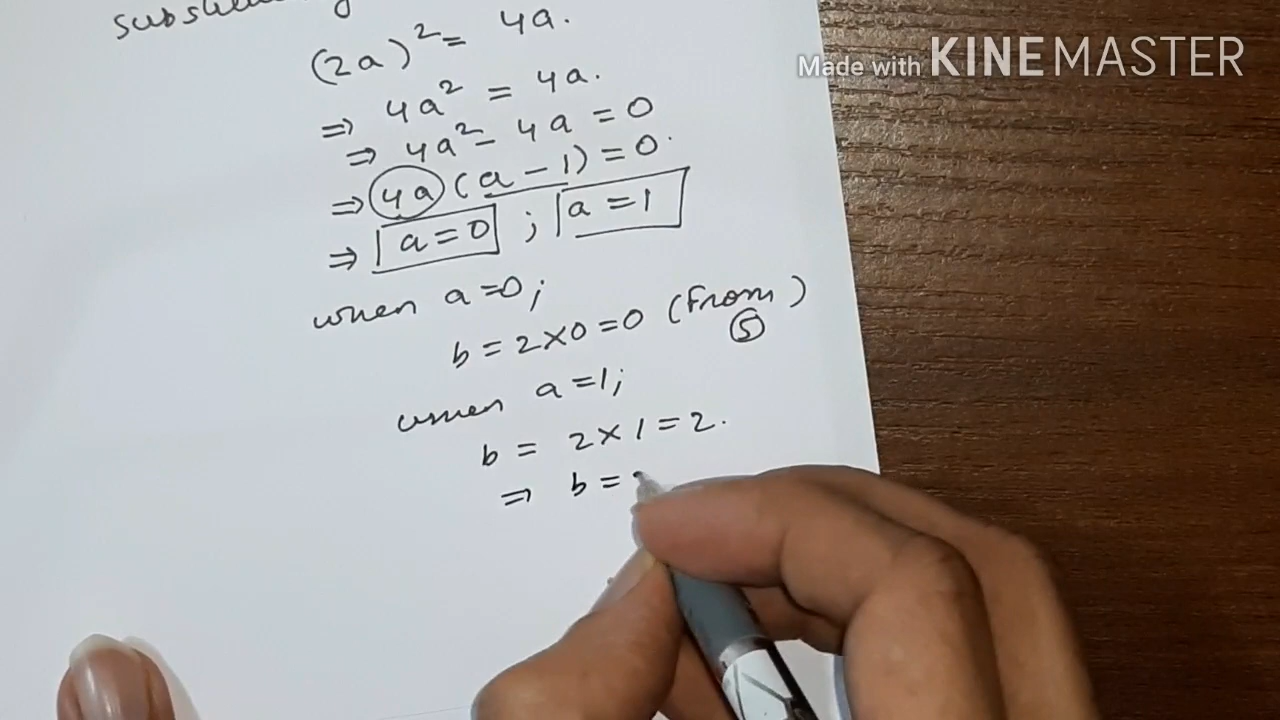 Made with KINEMASTER
(2a)² = 4a.
⇒ 4a² = 4a.
⇒ 4a² - 4a = 0
⇒ 4a (a - 1) = 0.
⇒ a = 0 ; a = 1
when a = 0;
b = 2 × 0 = 0 (From 5)
when a = 1;
b = 2 × 1 = 2.
⇒ b =